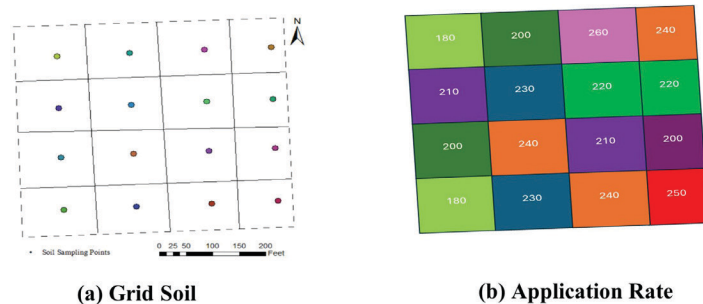 N
180 200 260 240
210 230 220 220
200 240 210 200
180 230 240 250
Soil Sampling Points
0 25 50 100 150 200
Feet
(a) Grid Soil
(b) Application Rate